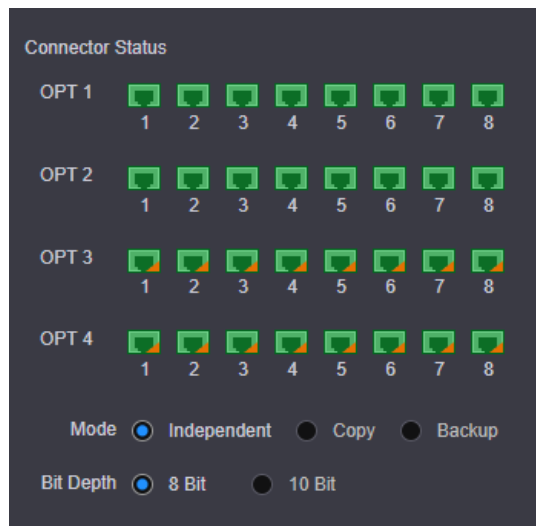 Connector Status
OPT 1
1 2 3 4 5 6 7 8
OPT 2
1 2 3 4 5 6 7 8
OPT 3
1 2 3 4 5 6 7 8
OPT 4
1 2 3 4 5 6 7 8
Mode Independent Copy Backup
Bit Depth 8 Bit 10 Bit